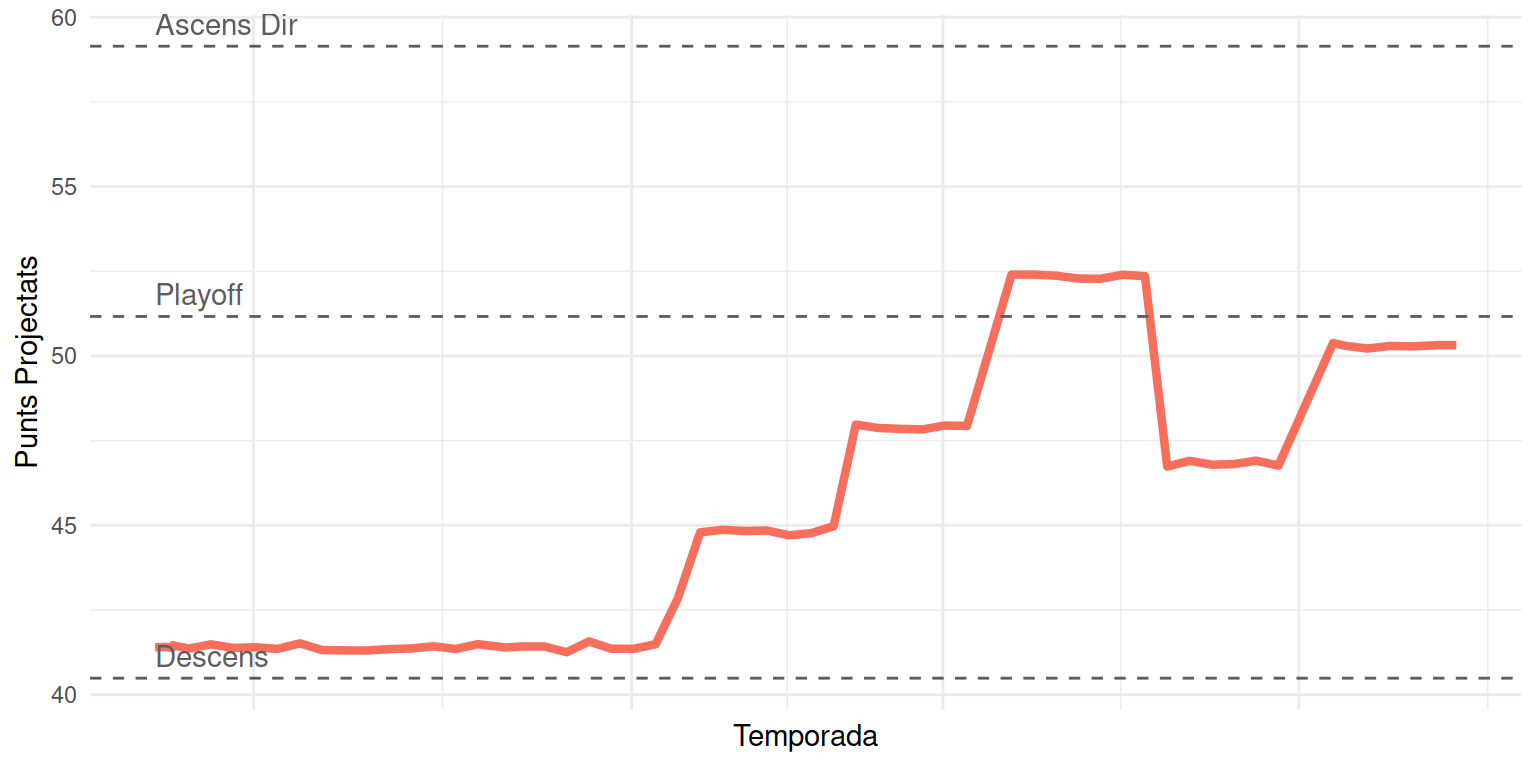 60
Ascens Dir
55
Playoff
50
45
Descens
40
Punts Projectats
Temporada